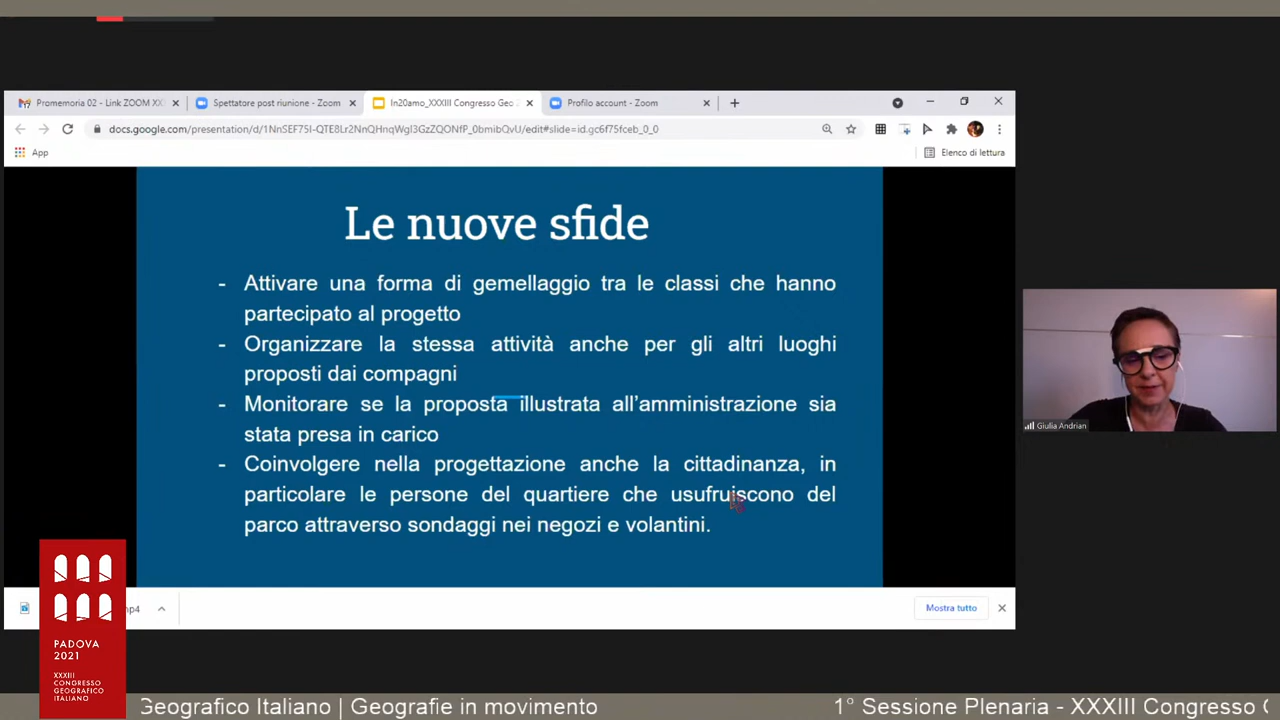 Promemoria 02 - Link ZOOM XX
Spettatore post riunione - Zoom
In20amo_XXXIII Congresso Geo
Profilo account - Zoom
docs.google.com/presentation/d/1NnSEF75I-QTE8Lr2NnQHnqWgI3GzZQONfP_0bmibQvU/edit#slide=id.gc6f75fceb_0_0
App
Elenco di lettura
Le nuove sfide
- Attivare una forma di gemellaggio tra le classi che hanno
partecipato al progetto
- Organizzare la stessa attività anche per gli altri luoghi
proposti dai compagni
- Monitorare se la proposta illustrata all’amministrazione sia
stata presa in carico
- Coinvolgere nella progettazione anche la cittadinanza, in
particolare le persone del quartiere che usufruiscono del
parco attraverso sondaggi nei negozi e volantini.
Giulia Andrian
mp4
Mostra tutto
PADOVA
2021
XXXIII
CONGRESSO
GEOGRAFICO
ITALIANO
Geografico Italiano | Geografie in movimento
1° Sessione Plenaria - XXXIII Congresso